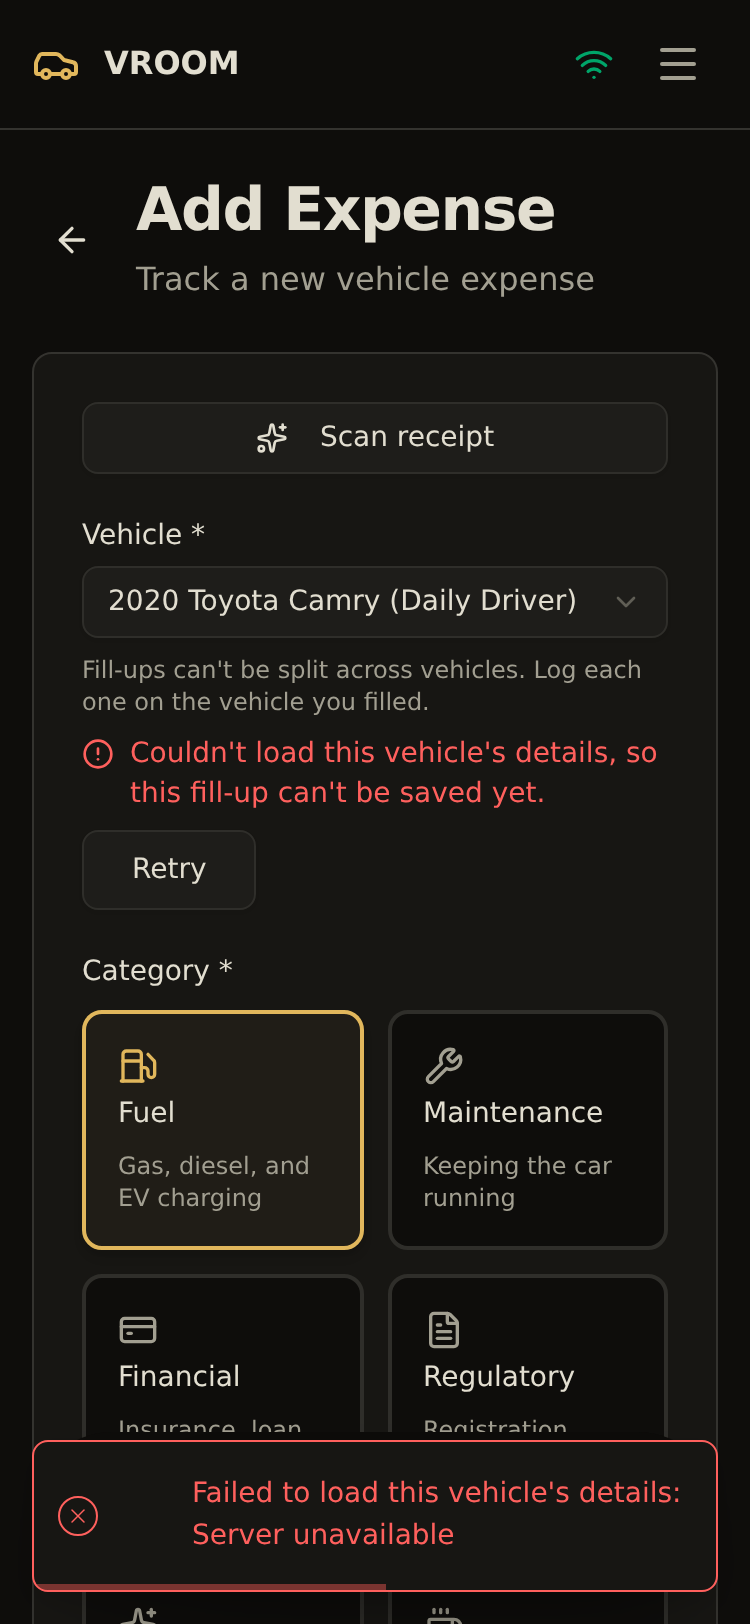 VROOM
Add Expense
Track a new vehicle expense
Scan receipt
Vehicle *
2020 Toyota Camry (Daily Driver)
Fill-ups can't be split across vehicles. Log each
one on the vehicle you filled.
Couldn't load this vehicle's details, so
this fill-up can't be saved yet.
Retry
Category *
Fuel
Gas, diesel, and
EV charging
Maintenance
Keeping the car
running
Financial
Insurance, loan
Regulatory
Registration
Failed to load this vehicle's details:
Server unavailable